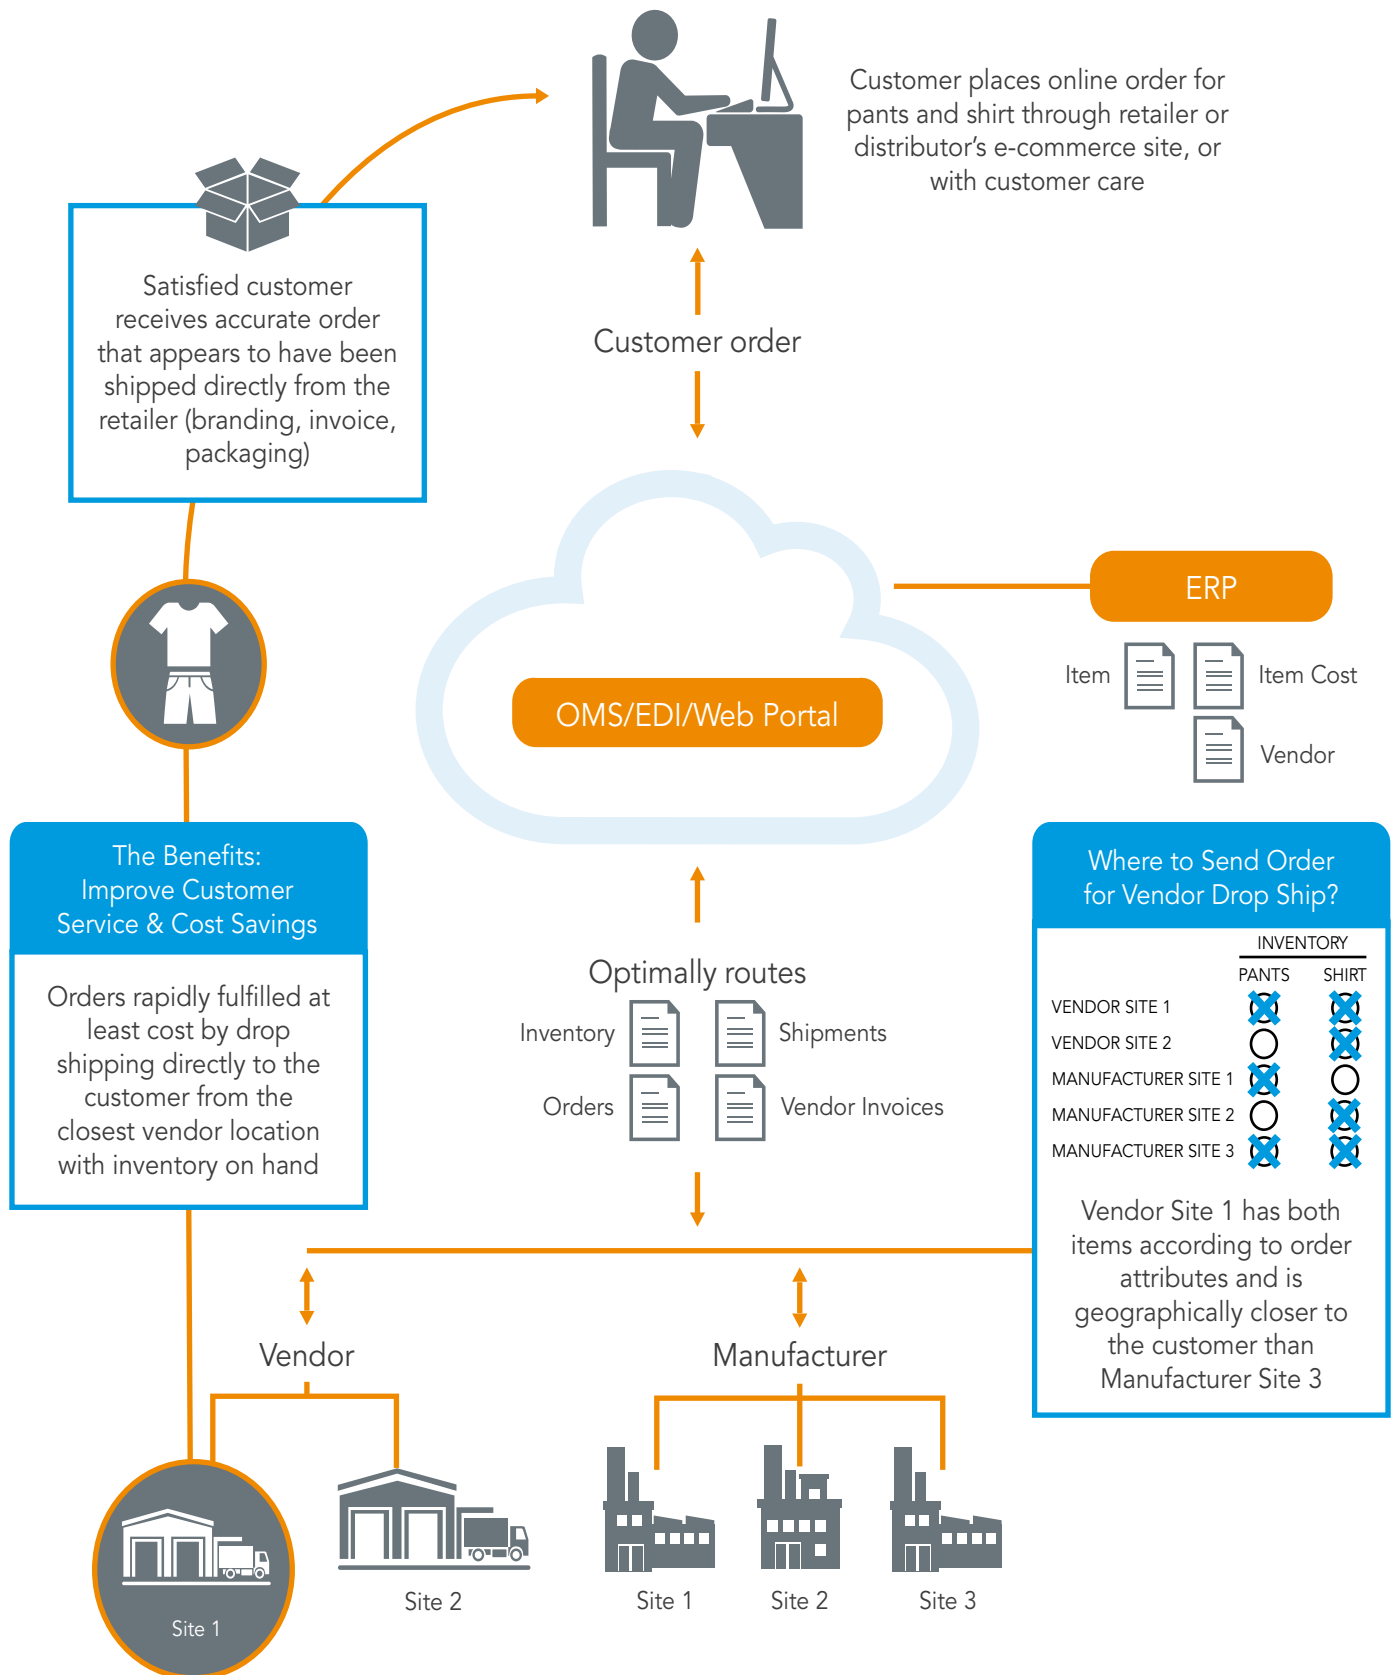 Customer places online order for
pants and shirt through retailer or
distributor’s e-commerce site, or
with customer care
Satisfied customer
receives accurate order
that appears to have been
shipped directly from the
retailer (branding, invoice,
packaging)
Customer order
ERP
Item
Item Cost
Vendor
OMS/EDI/Web Portal
The Benefits:
Improve Customer
Service & Cost Savings
Orders rapidly fulfilled at
least cost by drop
shipping directly to the
customer from the
closest vendor location
with inventory on hand
Optimally routes
Inventory
Shipments
Orders
Vendor Invoices
Where to Send Order
for Vendor Drop Ship?
INVENTORY
PANTS SHIRT
VENDOR SITE 1
VENDOR SITE 2
MANUFACTURER SITE 1
MANUFACTURER SITE 2
MANUFACTURER SITE 3
Vendor Site 1 has both
items according to order
attributes and is
geographically closer to
the customer than
Manufacturer Site 3
Vendor
Manufacturer
Site 1
Site 2
Site 1
Site 2
Site 3